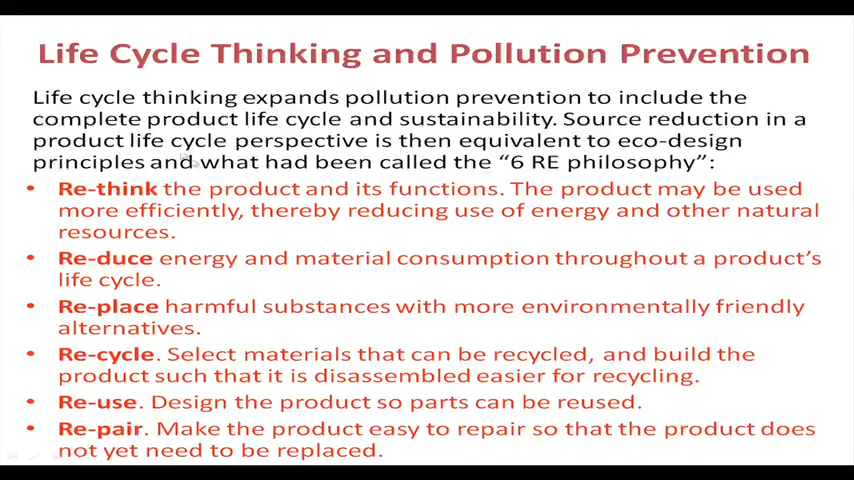 Life Cycle Thinking and Pollution Prevention
Life cycle thinking expands pollution prevention to include the
complete product life cycle and sustainability. Source reduction in a
product life cycle perspective is then equivalent to eco-design
principles and what had been called the “6 RE philosophy”:
• Re-think the product and its functions. The product may be used
more efficiently, thereby reducing use of energy and other natural
resources.
• Re-duce energy and material consumption throughout a product’s
life cycle.
• Re-place harmful substances with more environmentally friendly
alternatives.
• Re-cycle. Select materials that can be recycled, and build the
product such that it is disassembled easier for recycling.
• Re-use. Design the product so parts can be reused.
• Re-pair. Make the product easy to repair so that the product does
not yet need to be replaced.